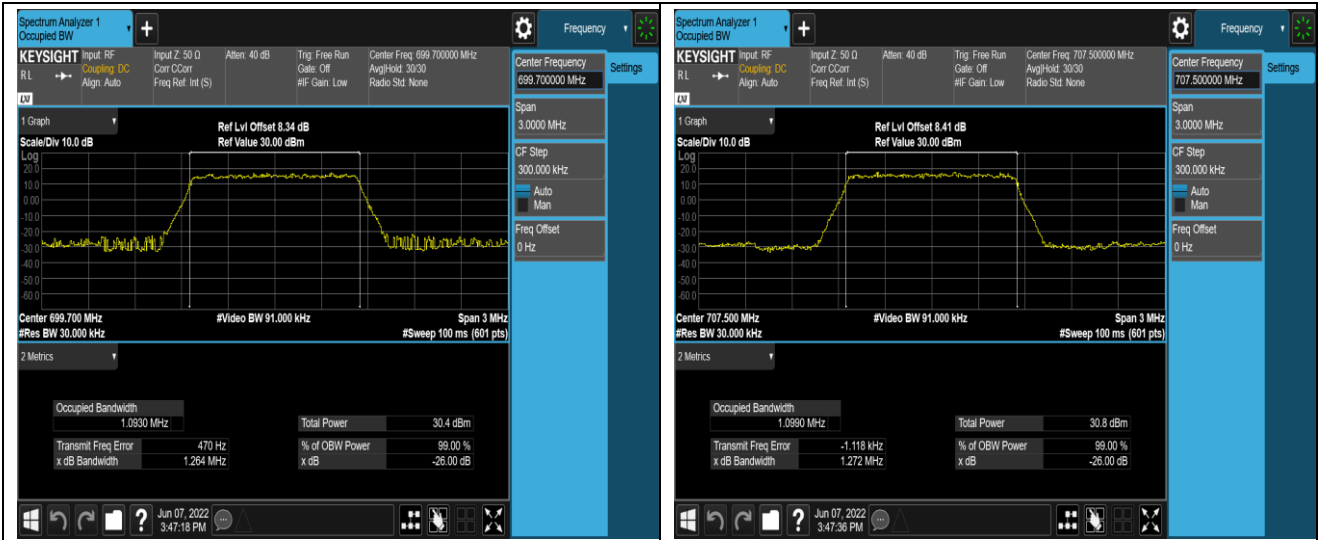 Spectrum Analyzer 1
Occupied BW
Frequency
KEYSIGHT
RL
LXI
Input: RF
Coupling: DC
Align: Auto
Input Z: 50 Ω
Corr CCorr
Freq Ref: Int (S)
Atten: 40 dB
Trig: Free Run
Gate: Off
#IF Gain: Low
Center Freq: 699.700000 MHz
Avg|Hold: 30/30
Radio Std: None
Center Frequency
699.700000 MHz
Settings
Span
3.0000 MHz
CF Step
300.000 kHz
Auto
Man
Freq Offset
0 Hz
1 Graph
Scale/Div 10.0 dB
Ref Lvl Offset 8.34 dB
Ref Value 30.00 dBm
Log
20.0
10.0
0.00
-10.0
-20.0
-30.0
-40.0
-50.0
-60.0
Center 699.700 MHz
#Video BW 91.000 kHz
Span 3 MHz
#Res BW 30.000 kHz
#Sweep 100 ms (601 pts)
2 Metrics
Occupied Bandwidth
1.0930 MHz
Total Power 30.4 dBm
Transmit Freq Error 470 Hz
% of OBW Power 99.00 %
x dB Bandwidth 1.264 MHz
x dB -26.00 dB
?
Jun 07, 2022
3:47:18 PM
Spectrum Analyzer 1
Occupied BW
Frequency
KEYSIGHT
RL
LXI
Input: RF
Coupling: DC
Align: Auto
Input Z: 50 Ω
Corr CCorr
Freq Ref: Int (S)
Atten: 40 dB
Trig: Free Run
Gate: Off
#IF Gain: Low
Center Freq: 707.500000 MHz
Avg|Hold: 30/30
Radio Std: None
Center Frequency
707.500000 MHz
Settings
Span
3.0000 MHz
CF Step
300.000 kHz
Auto
Man
Freq Offset
0 Hz
1 Graph
Scale/Div 10.0 dB
Ref Lvl Offset 8.41 dB
Ref Value 30.00 dBm
Log
20.0
10.0
0.00
-10.0
-20.0
-30.0
-40.0
-50.0
-60.0
Center 707.500 MHz
#Video BW 91.000 kHz
Span 3 MHz
#Res BW 30.000 kHz
#Sweep 100 ms (601 pts)
2 Metrics
Occupied Bandwidth
1.0990 MHz
Total Power 30.8 dBm
Transmit Freq Error -1.118 kHz
% of OBW Power 99.00 %
x dB Bandwidth 1.272 MHz
x dB -26.00 dB
?
Jun 07, 2022
3:47:36 PM